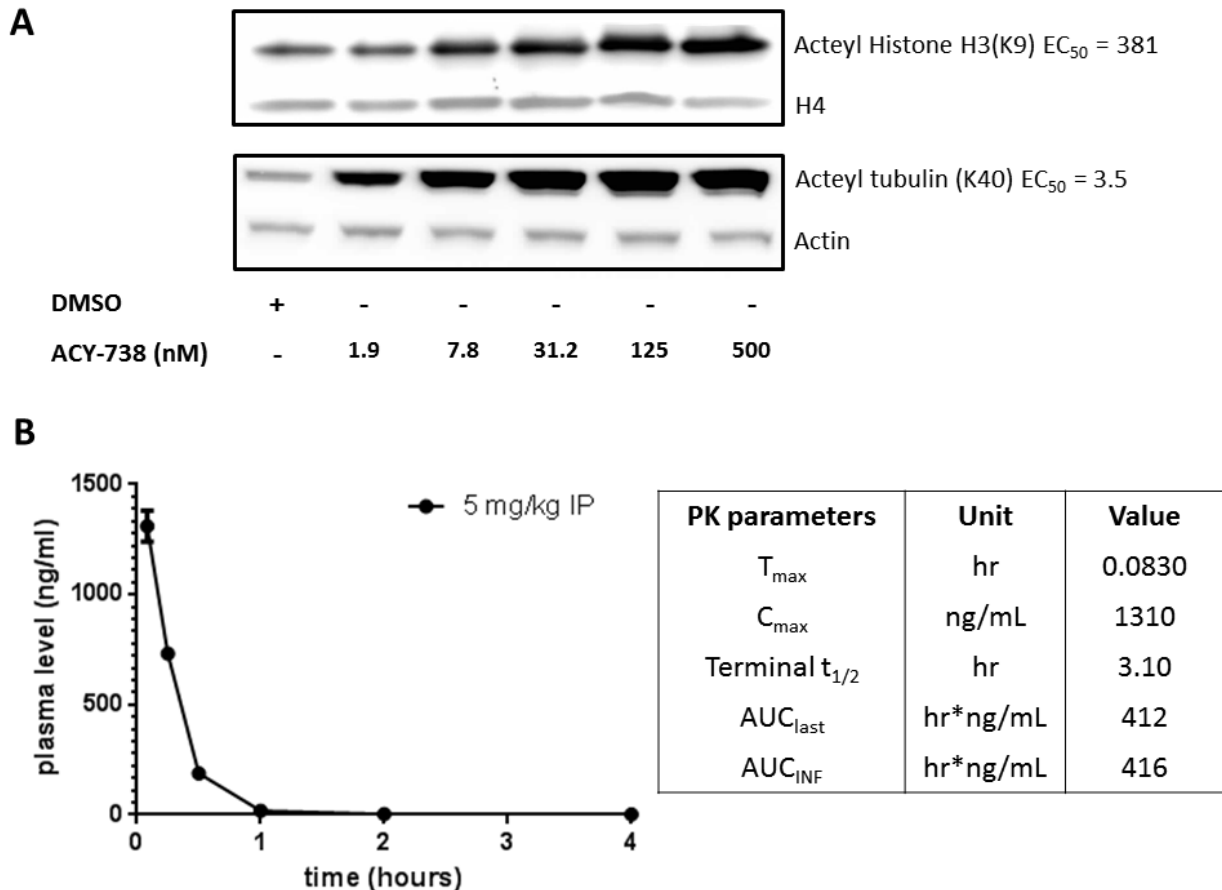 A
Acteyl Histone H3(K9) EC₅₀ = 381
H4
Acteyl tubulin (K40) EC₅₀ = 3.5
Actin
DMSO + - - - - -
ACY-738 (nM) - 1.9 7.8 31.2 125 500
B
1500
1000
500
0
plasma level (ng/ml)
5 mg/kg IP
0 1 2 3 4
time (hours)
PK parameters Unit Value
Tmax hr 0.0830
Cmax ng/mL 1310
Terminal t1/2 hr 3.10
AUClast hr*ng/mL 412
AUCINF hr*ng/mL 416